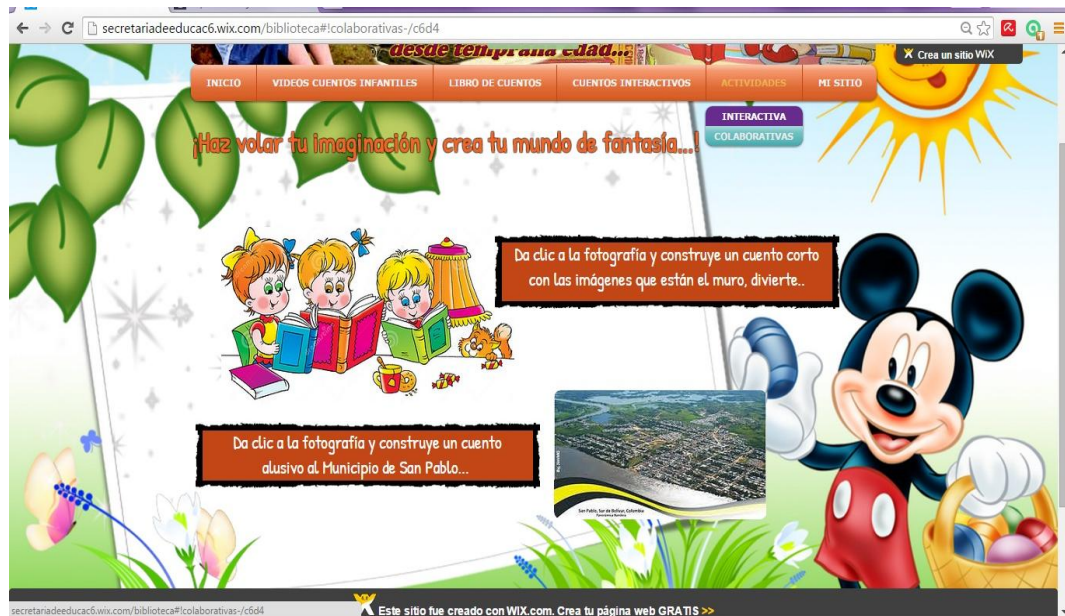 secretariadeeducac6.wix.com/biblioteca#!colaborativas-/c6d4
desde temprana edad...
Crea un sitio WiX
INICIO
VIDEOS CUENTOS INFANTILES
LIBRO DE CUENTOS
CUENTOS INTERACTIVOS
ACTIVIDADES
MI SITIO
INTERACTIVA
COLABORATIVAS
¡Haz volar tu imaginación y crea tu mundo de fantasía...!
Da clic a la fotografía y construye un cuento corto
con las imágenes que están el muro, divierte..
Da clic a la fotografía y construye un cuento
alusivo al Municipio de San Pablo...
San Pablo, Sur de Bolívar, Colombia
secretariadeeducac6.wix.com/biblioteca#!colaborativas-/c6d4
Este sitio fue creado con WIX.com. Crea tu página web GRATIS >>